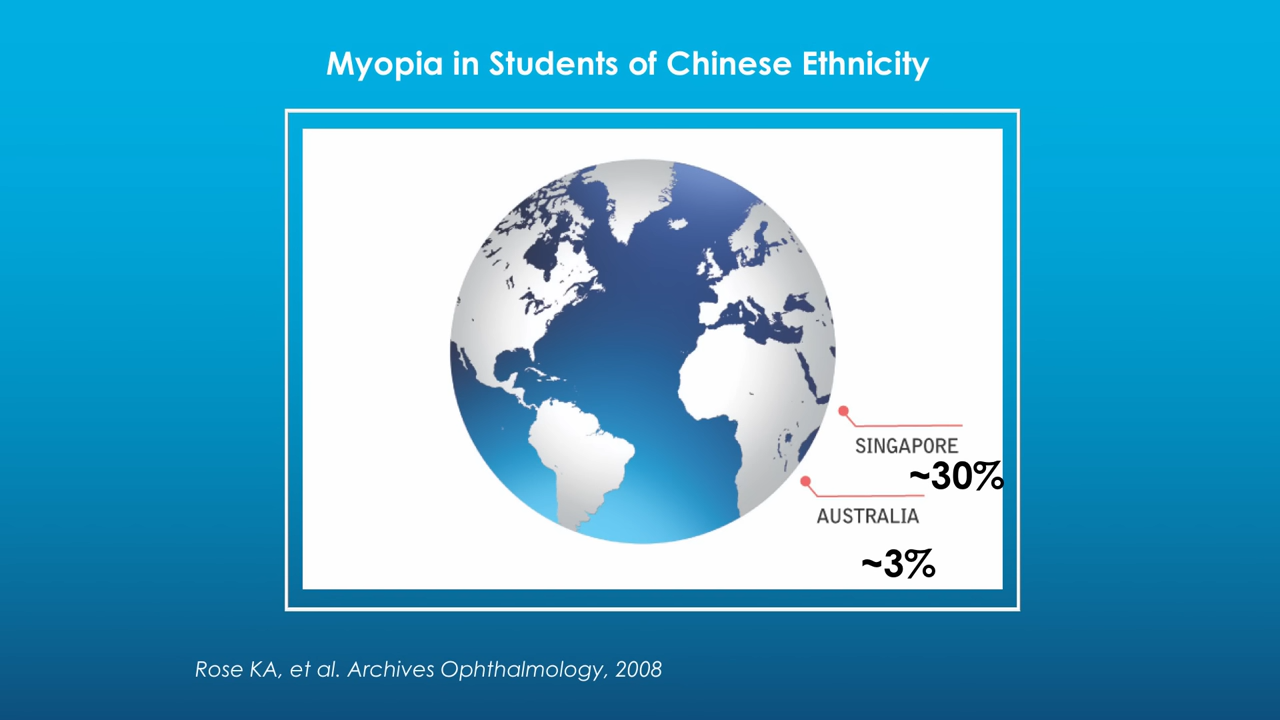 Myopia in Students of Chinese Ethnicity
SINGAPORE
~30%
AUSTRALIA
~3%
Rose KA, et al. Archives Ophthalmology, 2008